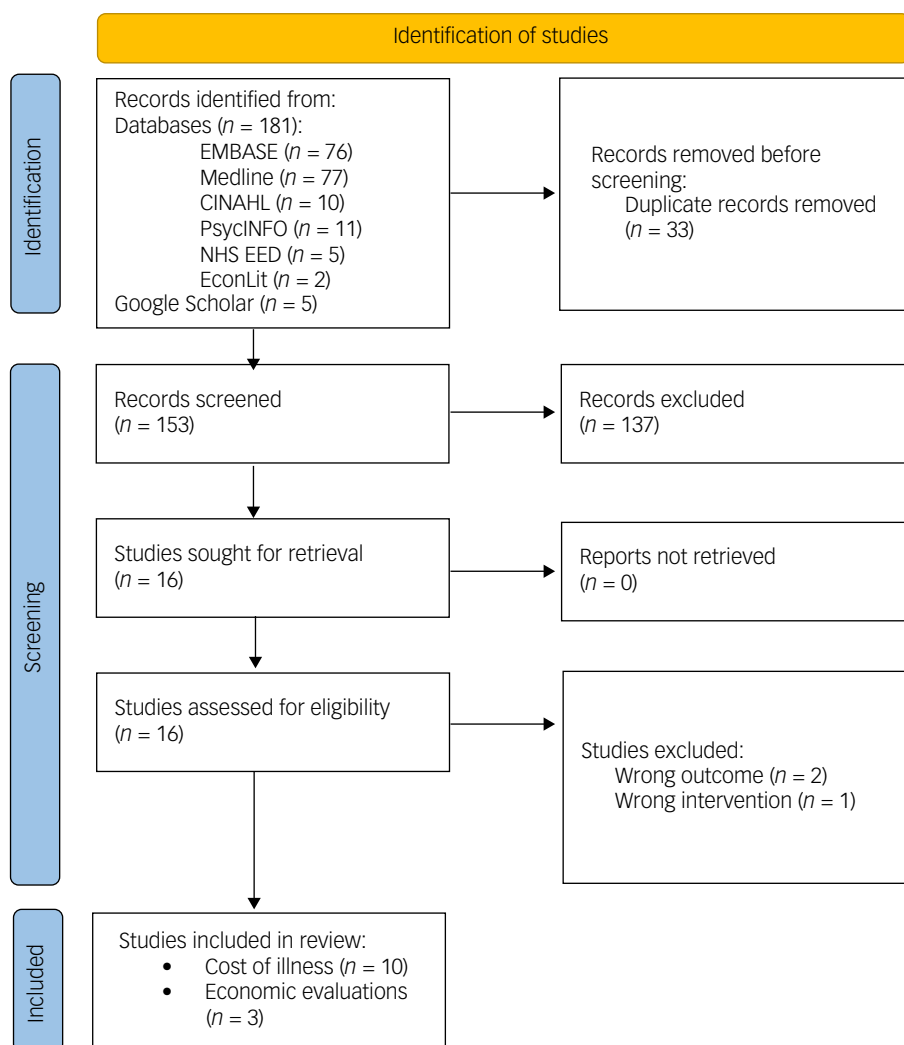 Identification of studies
Identification
Records identified from:
Databases (n = 181):
EMBASE (n = 76)
Medline (n = 77)
CINAHL (n = 10)
PsycINFO (n = 11)
NHS EED (n = 5)
EconLit (n = 2)
Google Scholar (n = 5)
Records removed before
screening:
Duplicate records removed
(n = 33)
Screening
Records screened
(n = 153)
Records excluded
(n = 137)
Studies sought for retrieval
(n = 16)
Reports not retrieved
(n = 0)
Studies assessed for eligibility
(n = 16)
Studies excluded:
Wrong outcome (n = 2)
Wrong intervention (n = 1)
Included
Studies included in review:
• Cost of illness (n = 10)
• Economic evaluations
(n = 3)